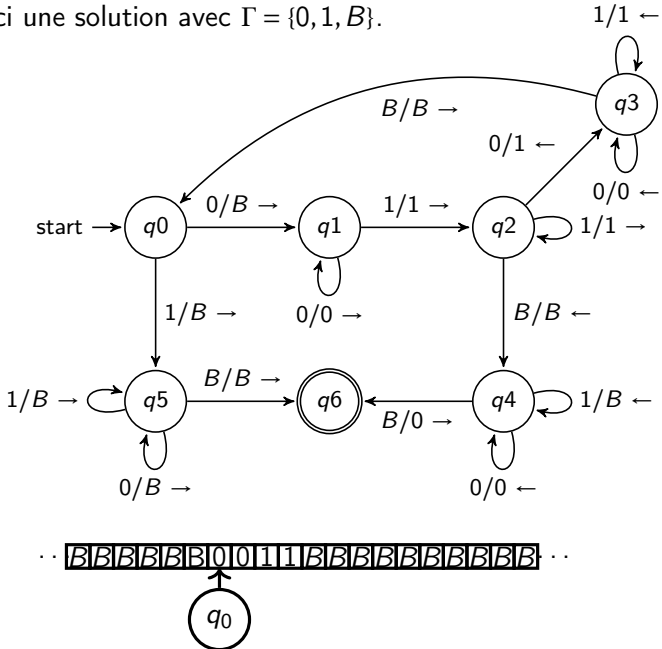 ci une solution avec Γ = {0, 1, B}.
1/1 ←
q3
B/B →
0/1 ←
0/0 ←
start
q0
0/B →
q1
1/1 →
q2
1/1 →
1/B →
0/0 →
B/B ←
1/B →
q5
B/B →
q6
B/0 →
q4
1/B ←
0/B →
0/0 ←
· · B B B B B B 0 0 1 1 B B B B B B B B B B · · ·
q0